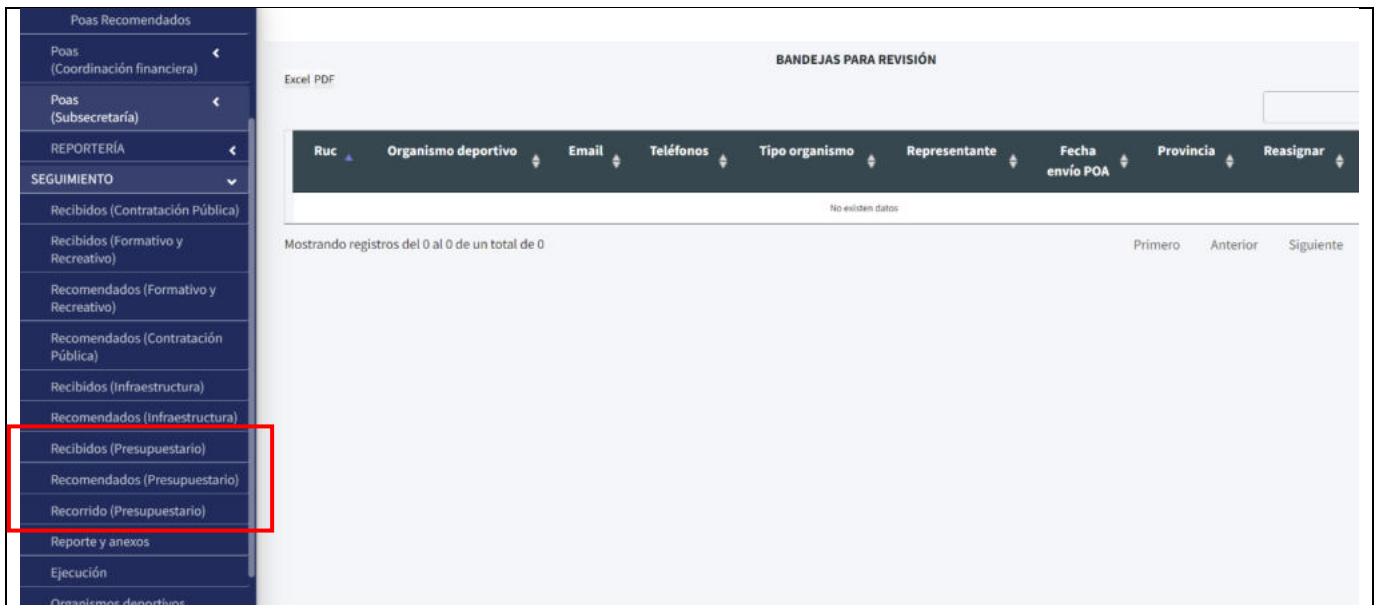 Poas Recomendados
Poas
(Coordinación financiera)
Poas
(Subsecretaría)
REPORTERÍA
SEGUIMIENTO
Recibidos (Contratación Pública)
Recibidos (Formativo y
Recreativo)
Recomendados (Formativo y
Recreativo)
Recomendados (Contratación
Pública)
Recibidos (Infraestructura)
Recomendados (Infraestructura)
Recibidos (Presupuestario)
Recomendados (Presupuestario)
Recorrido (Presupuestario)
Reporte y anexos
Ejecución
Organismos deportivos
BANDEJAS PARA REVISIÓN
Excel PDF
Ruc Organismo deportivo Email Teléfonos Tipo organismo Representante Fecha envío POA Provincia Reasignar
No existen datos
Mostrando registros del 0 al 0 de un total de 0
Primero Anterior Siguiente